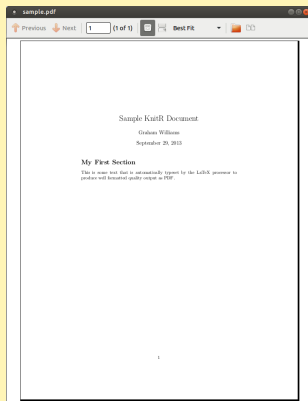 sample.pdf
Previous Next 1 (1 of 1) Best Fit
Sample KnitR Document
Graham Williams
September 29, 2013
My First Section
This is some text that is automatically typeset by the LaTeX processor to
produce well formatted quality output as PDF.
1